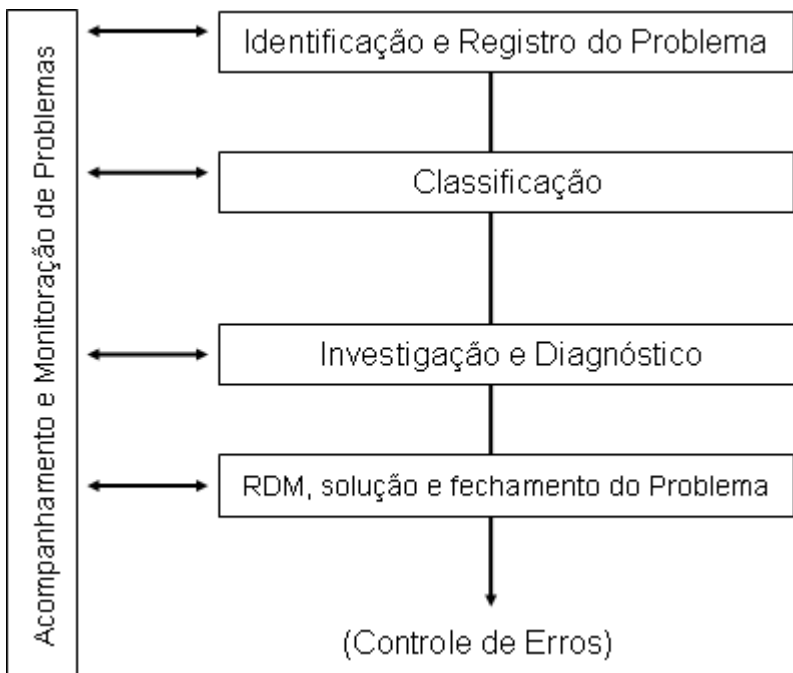 Acompanhamento e Monitoração de Problemas
Identificação e Registro do Problema
Classificação
Investigação e Diagnóstico
RDM, solução e fechamento do Problema
(Controle de Erros)